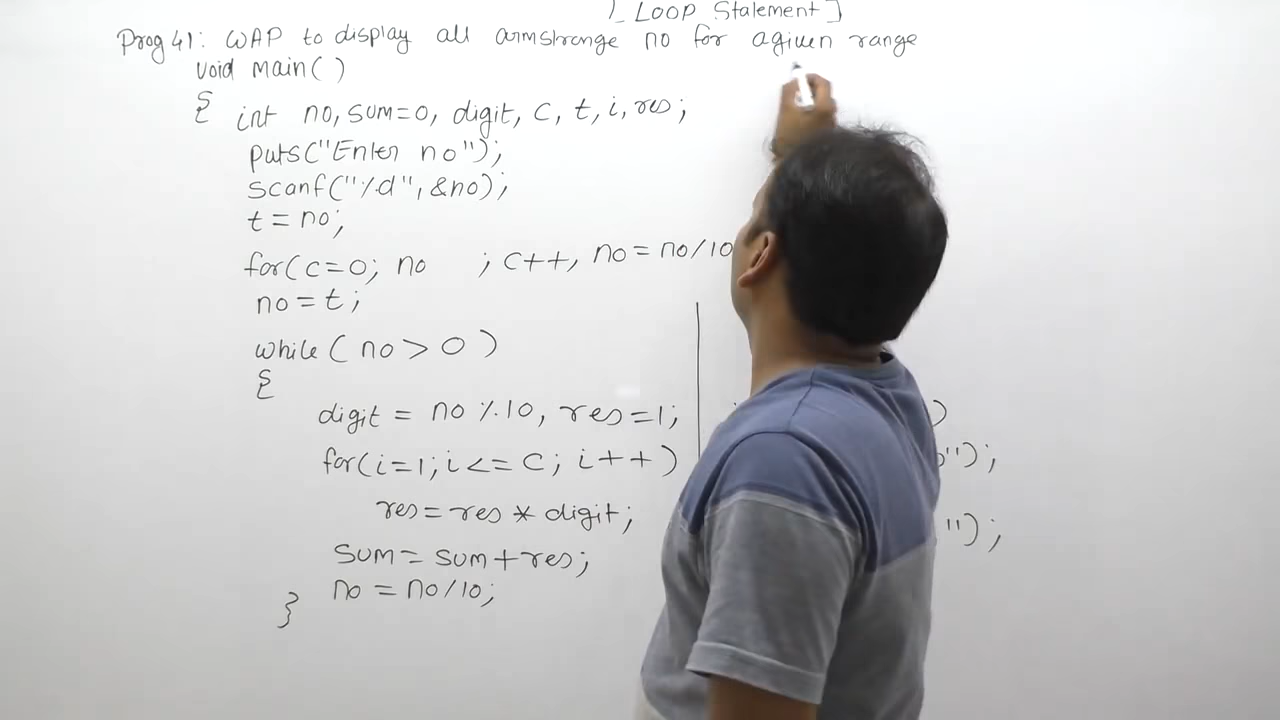 [ LOOP Statement ]
Prog 41: WAP to display all armstrange no for a given range
void main( )
{ int no, sum=0, digit, c, t, i, res;
puts("Enter no");
scanf("%d", &no);
t = no;
for(c=0; no ; c++, no = no/10
no = t;
while( no > 0 )
{
digit = no % 10, res=1;
for(i=1; i <= c; i++)
res = res * digit;
sum = sum + res;
no = no/10;
}
)
");
");